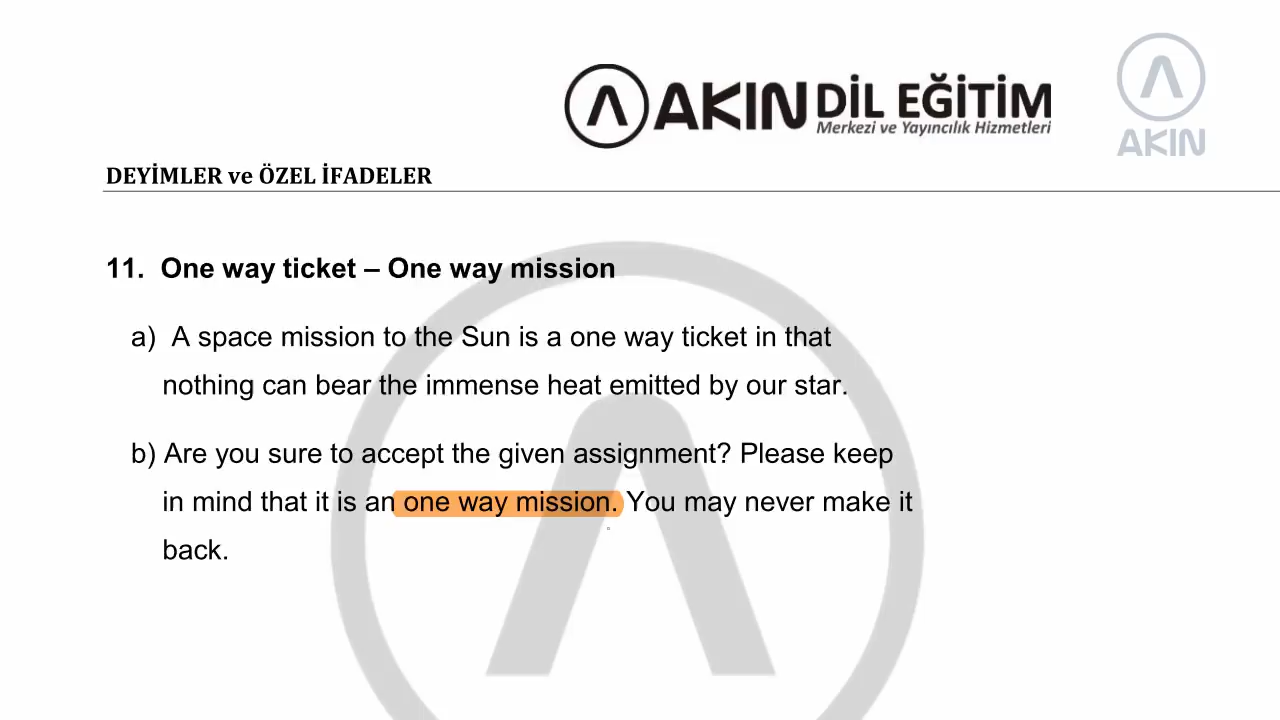 AKIN DİL EĞİTİM
Merkezi ve Yayıncılık Hizmetleri
AKIN
DEYİMLER ve ÖZEL İFADELER
11. One way ticket – One way mission
a) A space mission to the Sun is a one way ticket in that
nothing can bear the immense heat emitted by our star.
b) Are you sure to accept the given assignment? Please keep
in mind that it is an one way mission. You may never make it
back.